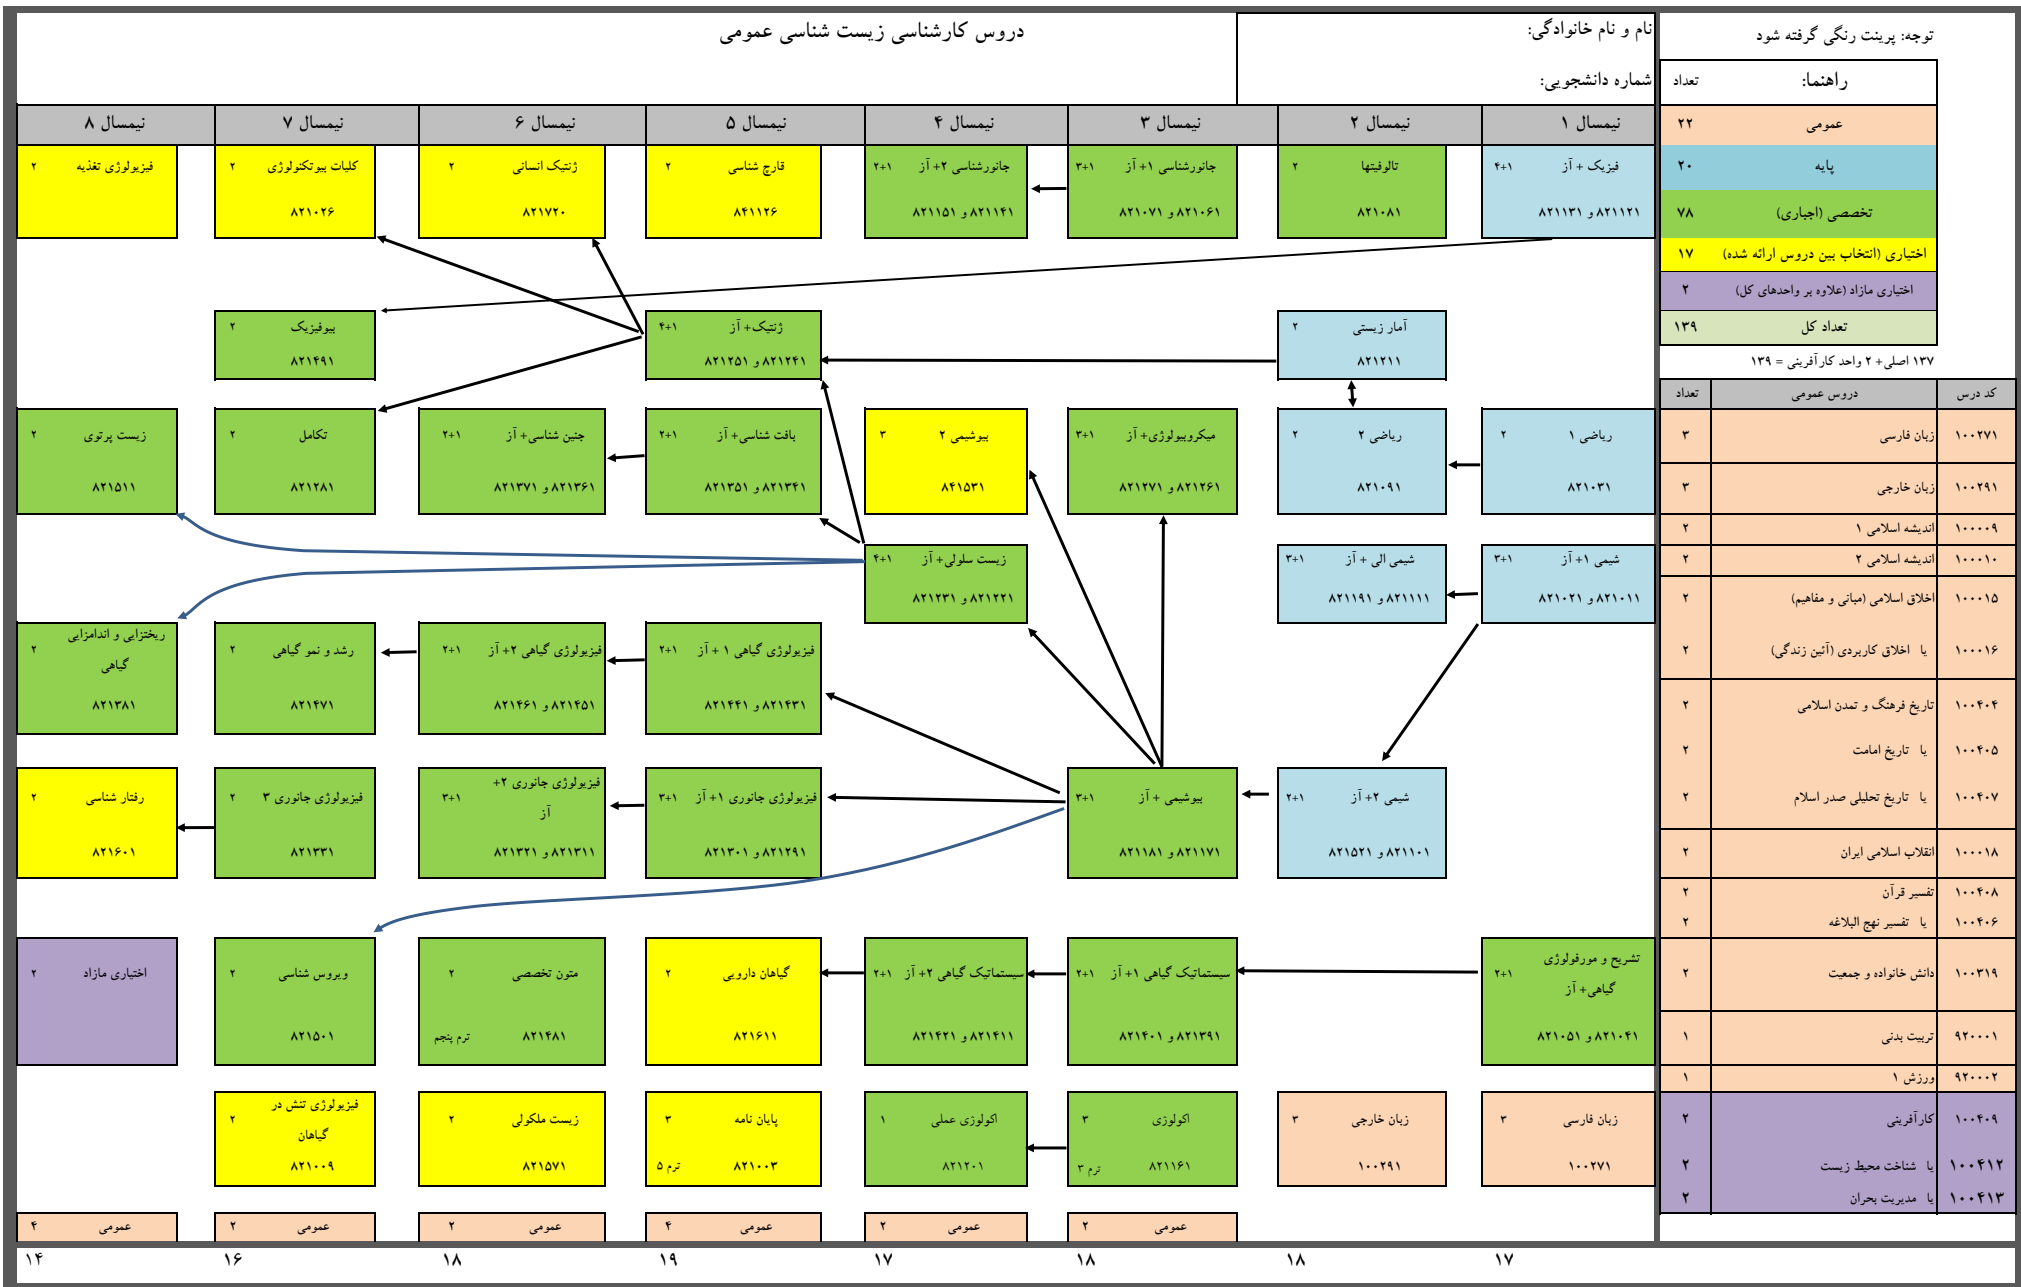 توجه: پرینت رنگی گرفته شود
نام و نام خانوادگی:
دروس کارشناسی زیست شناسی عمومی
شماره دانشجویی:
راهنما: تعداد
عمومی ۲۲
پایه ۲۰
تخصصی (اجباری) ۷۸
اختیاری (انتخاب بین دروس ارائه شده) ۱۷
اختیاری مازاد (علاوه بر واحدهای کل) ۲
تعداد کل ۱۳۹
۱۳۷ اصلی+ ۲ واحد کارآفرینی = ۱۳۹
کد درس دروس عمومی تعداد
۱۰۰۲۷۱ زبان فارسی ۳
۱۰۰۲۹۱ زبان خارجی ۳
۱۰۰۰۰۹ اندیشه اسلامی ۱ ۲
۱۰۰۰۱۰ اندیشه اسلامی ۲ ۲
۱۰۰۰۱۵ اخلاق اسلامی (مبانی و مفاهیم) ۲
۱۰۰۰۱۶ یا اخلاق کاربردی (آئین زندگی) ۲
۱۰۰۴۰۴ تاریخ فرهنگ و تمدن اسلامی ۲
۱۰۰۴۰۵ یا تاریخ امامت ۲
۱۰۰۴۰۷ یا تاریخ تحلیلی صدر اسلام ۲
۱۰۰۰۱۸ انقلاب اسلامی ایران ۲
۱۰۰۴۰۸ تفسیر قرآن ۲
۱۰۰۴۰۶ یا تفسیر نهج البلاغه ۲
۱۰۰۳۱۹ دانش خانواده و جمعیت ۲
۹۲۰۰۰۱ تربیت بدنی ۱
۹۲۰۰۰۲ ورزش ۱ ۱
۱۰۰۴۰۹ کارآفرینی ۲
۱۰۰۴۱۲ یا شناخت محیط زیست ۲
۱۰۰۴۱۳ یا مدیریت بحران ۲
نیمسال ۱ نیمسال ۲ نیمسال ۳ نیمسال ۴ نیمسال ۵ نیمسال ۶ نیمسال ۷ نیمسال ۸
فیزیک + آز ۴+۱ تالوفیتها ۲ جانورشناسی ۱+ آز ۳+۱ جانورشناسی ۲+ آز ۲+۱ قارچ شناسی ۲ ژنتیک انسانی ۲ کلیات بیوتکنولوژی ۲ فیزیولوژی تغذیه ۲
۸۲۱۱۲۱ و ۸۲۱۱۳۱ ۸۲۱۰۸۱ ۸۲۱۰۶۱ و ۸۲۱۰۷۱ ۸۲۱۱۴۱ و ۸۲۱۱۵۱ ۸۴۱۱۲۶ ۸۲۱۷۲۰ ۸۲۱۰۲۶
آمار زیستی ۲ ژنتیک+ آز ۴+۱ بیوفیزیک ۲
۸۲۱۲۱۱ ۸۲۱۲۴۱ و ۸۲۱۲۵۱ ۸۲۱۴۹۱
ریاضی ۱ ۲ ریاضی ۲ ۲ میکروبیولوژی+ آز ۳+۱ بیوشیمی ۲ ۳ بافت شناسی+ آز ۲+۱ جنین شناسی+ آز ۲+۱ تکامل ۲ زیست پرتوی ۲
۸۲۱۰۳۱ ۸۲۱۰۹۱ ۸۲۱۲۶۱ و ۸۲۱۲۷۱ ۸۴۱۵۳۱ ۸۲۱۳۴۱ و ۸۲۱۳۵۱ ۸۲۱۳۶۱ و ۸۲۱۳۷۱ ۸۲۱۲۸۱ ۸۲۱۵۱۱
شیمی ۱+ آز ۳+۱ شیمی الی + آز ۳+۱ زیست سلولی+ آز ۴+۱
۸۲۱۰۱۱ و ۸۲۱۰۲۱ ۸۲۱۱۱۱ و ۸۲۱۱۹۱ ۸۲۱۲۲۱ و ۸۲۱۲۳۱
فیزیولوژی گیاهی ۱ + آز ۲+۱ فیزیولوژی گیاهی ۲+ آز ۲+۱ رشد و نمو گیاهی ۲ ریختزایی و اندامزایی گیاهی ۲
۸۲۱۴۳۱ و ۸۲۱۴۴۱ ۸۲۱۴۵۱ و ۸۲۱۴۶۱ ۸۲۱۴۷۱ ۸۲۱۳۸۱
شیمی ۲+ آز ۲+۱ بیوشیمی + آز ۳+۱ فیزیولوژی جانوری ۱+ آز ۳+۱ فیزیولوژی جانوری ۲+ آز ۳+۱ فیزیولوژی جانوری ۳ ۲ رفتار شناسی ۲
۸۲۱۱۰۱ و ۸۲۱۵۲۱ ۸۲۱۱۷۱ و ۸۲۱۱۸۱ ۸۲۱۲۹۱ و ۸۲۱۳۰۱ ۸۲۱۳۱۱ و ۸۲۱۳۲۱ ۸۲۱۳۳۱ ۸۲۱۶۰۱
تشریح و مورفولوژی گیاهی+ آز ۲+۱ سیستماتیک گیاهی ۱+ آز ۲+۱ سیستماتیک گیاهی ۲+ آز ۲+۱ گیاهان دارویی ۲ متون تخصصی ۲ ویروس شناسی ۲ اختیاری مازاد ۲
۸۲۱۰۴۱ و ۸۲۱۰۵۱ ۸۲۱۳۹۱ و ۸۲۱۴۰۱ ۸۲۱۴۱۱ و ۸۲۱۴۲۱ ۸۲۱۶۱۱ ۸۲۱۴۸۱ ترم پنجم ۸۲۱۵۰۱
زبان فارسی ۳ زبان خارجی ۳ اکولوژی ۳ اکولوژی عملی ۱ پایان نامه ۳ زیست ملکولی ۲ فیزیولوژی تنش در گیاهان ۲
۱۰۰۲۷۱ ۱۰۰۲۹۱ ۸۲۱۱۶۱ ترم ۳ ۸۲۱۲۰۱ ۸۲۱۰۰۳ ترم ۵ ۸۲۱۵۷۱ ۸۲۱۰۰۹
عمومی ۲ عمومی ۲ عمومی ۴ عمومی ۲ عمومی ۲ عمومی ۴
۱۷ ۱۸ ۱۸ ۱۷ ۱۹ ۱۸ ۱۶ ۱۴